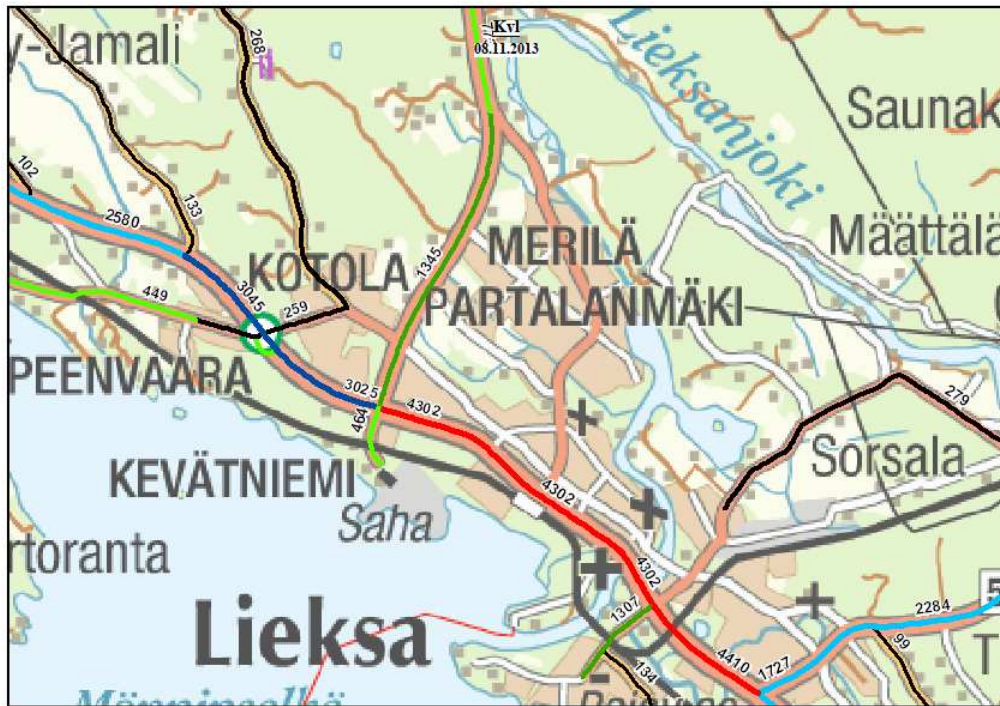 Kvl
08.11.2013
y-Jamali
268
Lieksanjoki
Saunak
102
2580
133
Määttälä
KOTOLA
MERILÄ
1345
449
3045
259
PARTALANMÄKI
PEENVAARA
3025
4302
464
279
Sorsala
KEVÄTNIEMI
4302
Saha
rtoranta
4302
5
1307
2284
Lieksa
99
T
4410
1727
134